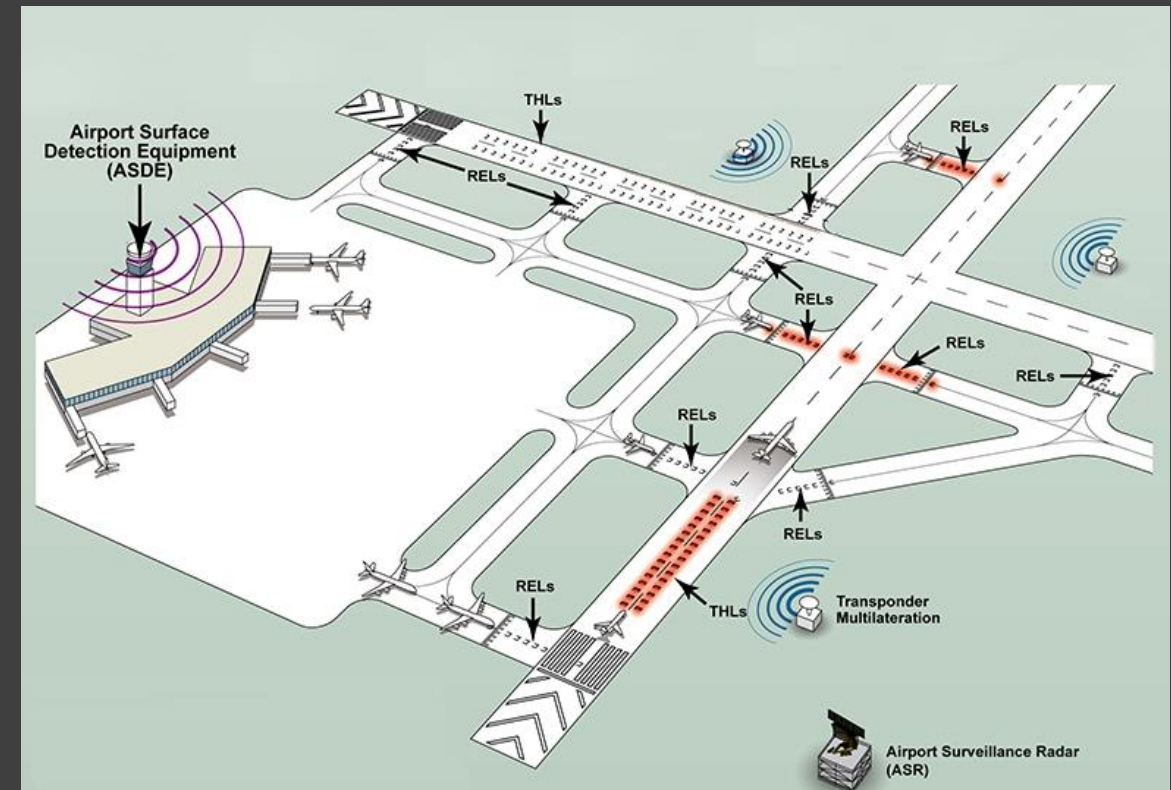 THLs
Airport Surface
Detection Equipment
(ASDE)
RELs
RELs
RELs
RELs
RELs
RELs
RELs
RELs
RELs
RELs
THLs
Transponder
Multilateration
Airport Surveillance Radar
(ASR)